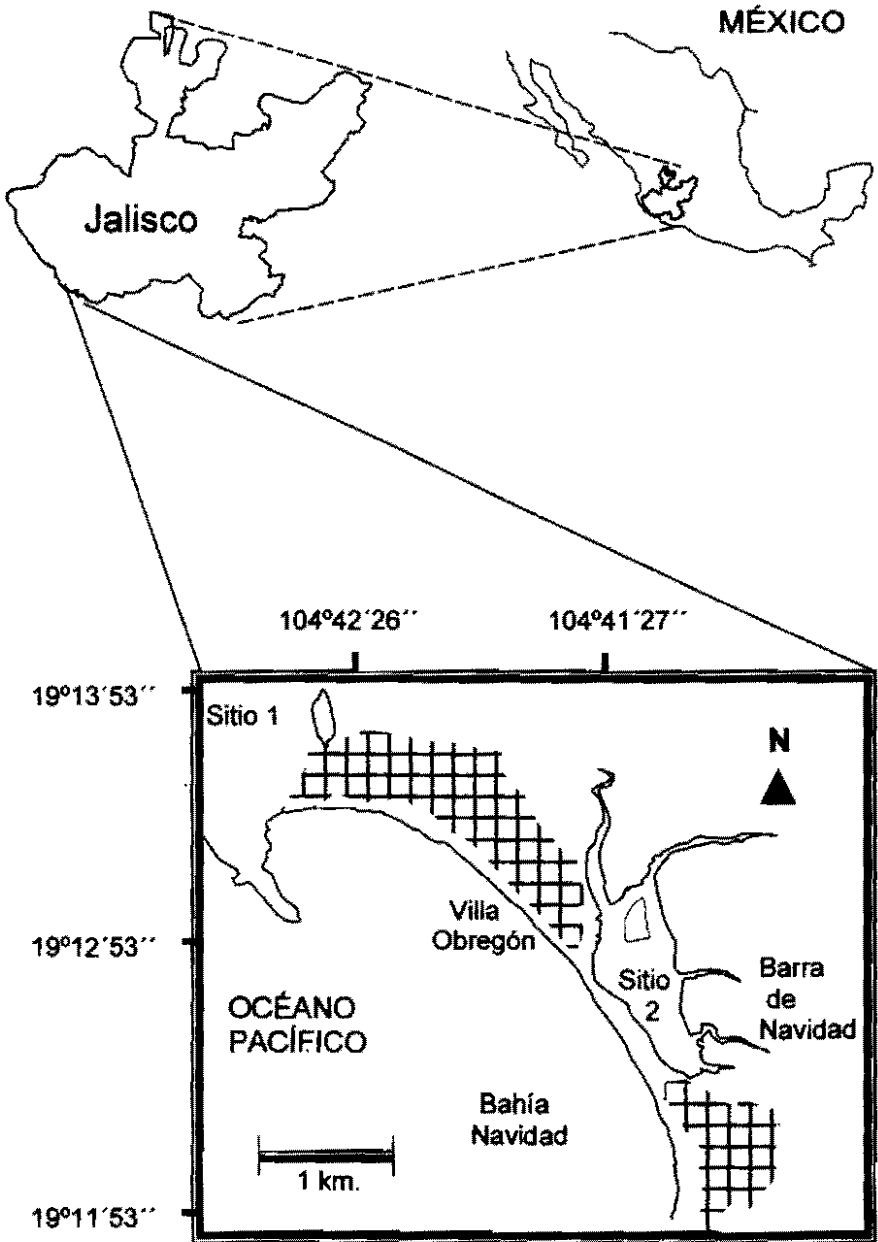 MÉXICO
Jalisco
104º42´26´´
104º41´27´´
19º13´53´´
Sitio 1
N
Villa
Obregón
19º12´53´´
Sitio
2
Barra
de
Navidad
OCÉANO
PACÍFICO
Bahía
Navidad
1 km.
19º11´53´´